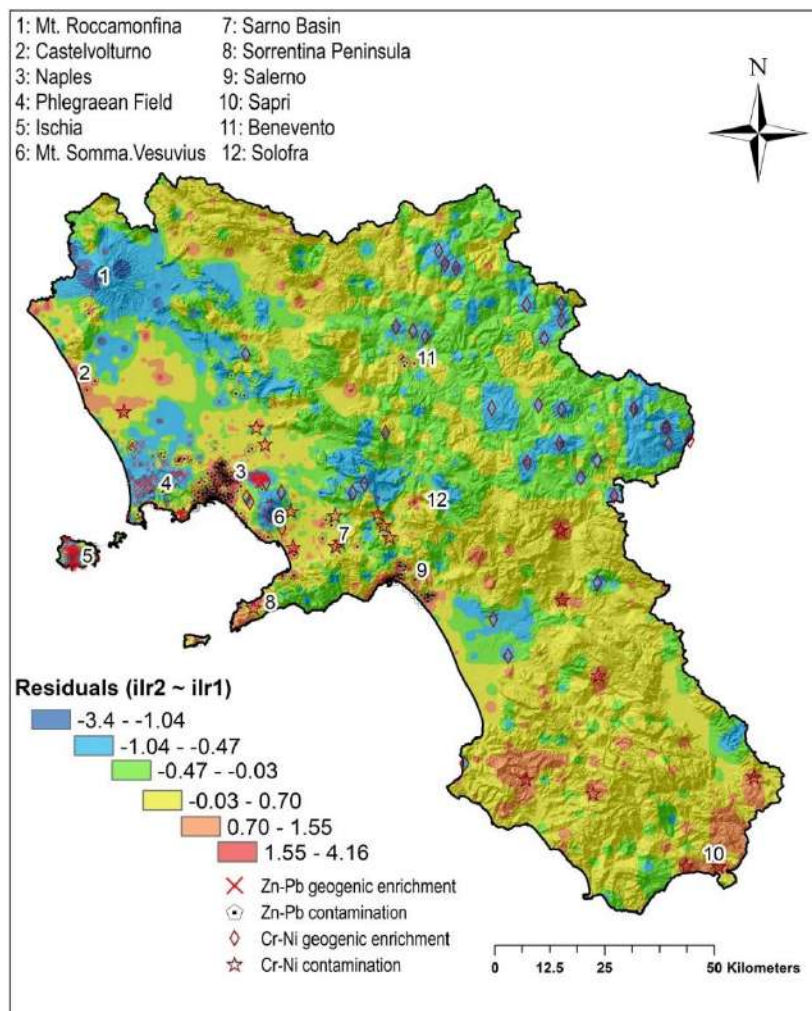 1: Mt. Roccamonfina 7: Sarno Basin
2: Castelvolturno 8: Sorrentina Peninsula
3: Naples 9: Salerno
4: Phlegraean Field 10: Sapri
5: Ischia 11: Benevento
6: Mt. Somma.Vesuvius 12: Solofra
N
1
2
11
3
4
12
6
7
5
9
8
10
Residuals (ilr2 ~ ilr1)
-3.4 - -1.04
-1.04 - -0.47
-0.47 - -0.03
-0.03 - 0.70
0.70 - 1.55
1.55 - 4.16
Zn-Pb geogenic enrichment
Zn-Pb contamination
Cr-Ni geogenic enrichment
Cr-Ni contamination
0 12.5 25 50 Kilometers